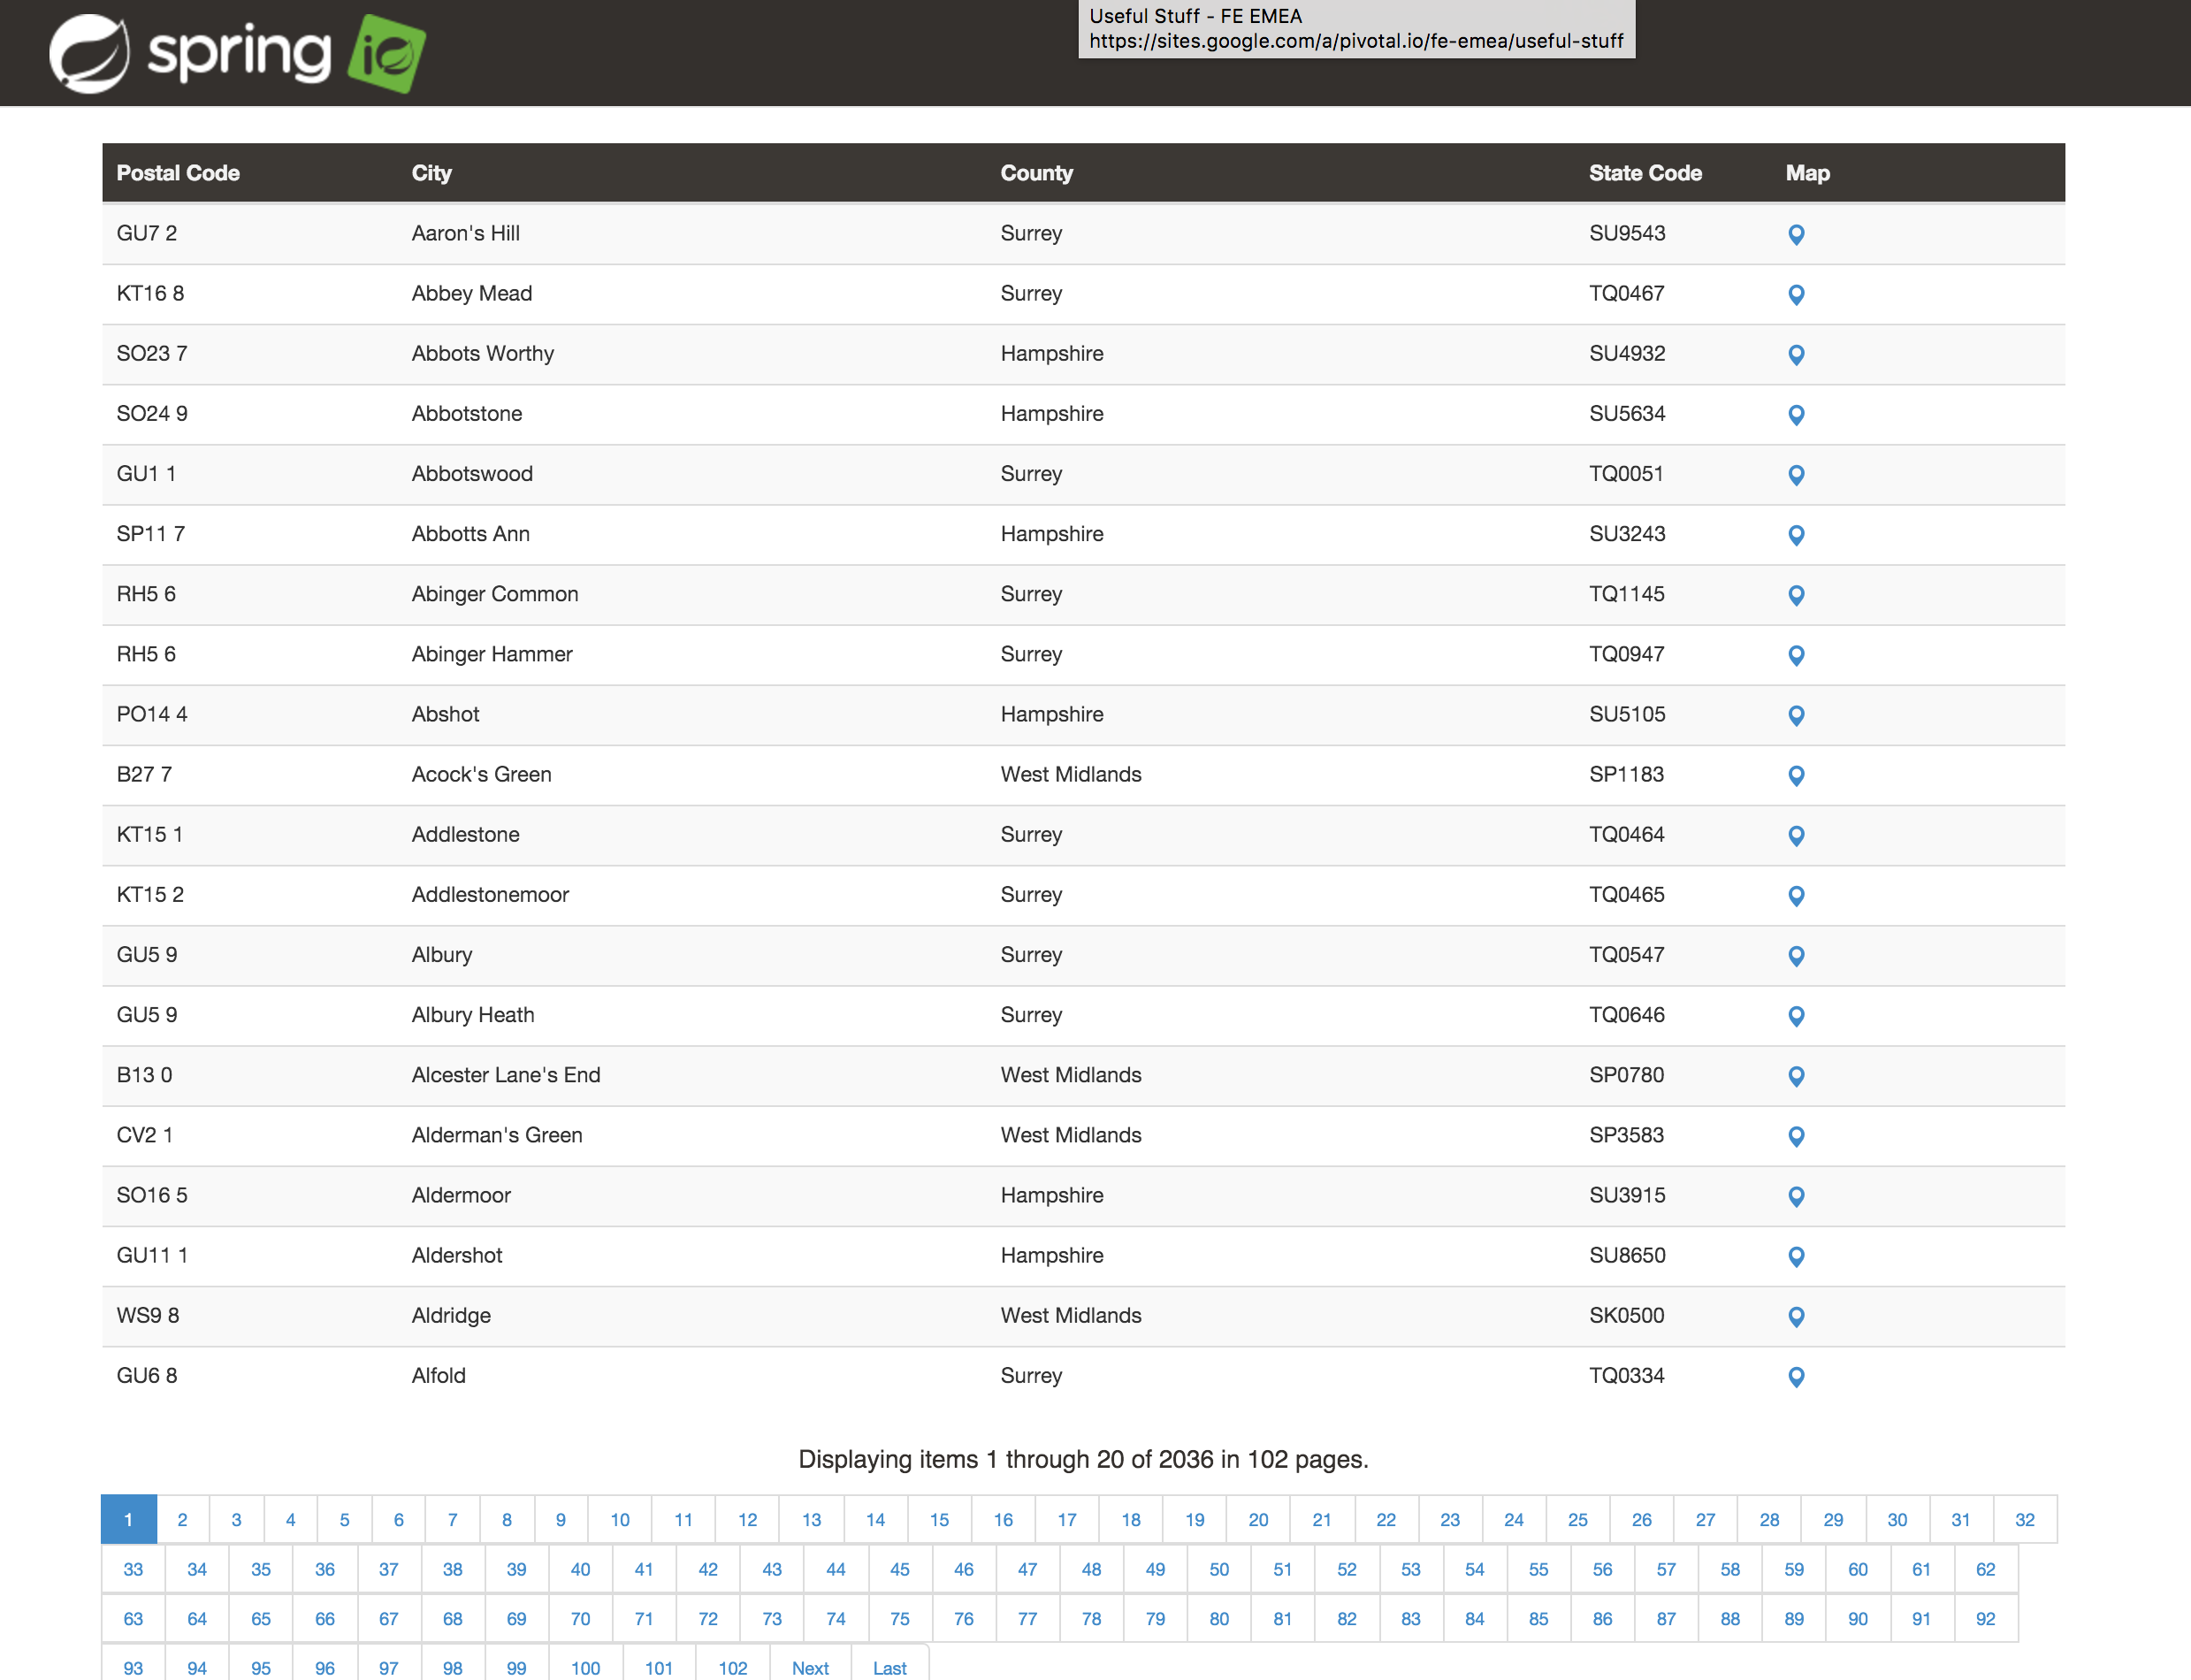 spring io
Useful Stuff - FE EMEA
https://sites.google.com/a/pivotal.io/fe-emea/useful-stuff
Postal Code City County State Code Map
GU7 2 Aaron's Hill Surrey SU9543
KT16 8 Abbey Mead Surrey TQ0467
SO23 7 Abbots Worthy Hampshire SU4932
SO24 9 Abbotstone Hampshire SU5634
GU1 1 Abbotswood Surrey TQ0051
SP11 7 Abbotts Ann Hampshire SU3243
RH5 6 Abinger Common Surrey TQ1145
RH5 6 Abinger Hammer Surrey TQ0947
PO14 4 Abshot Hampshire SU5105
B27 7 Acock's Green West Midlands SP1183
KT15 1 Addlestone Surrey TQ0464
KT15 2 Addlestonemoor Surrey TQ0465
GU5 9 Albury Surrey TQ0547
GU5 9 Albury Heath Surrey TQ0646
B13 0 Alcester Lane's End West Midlands SP0780
CV2 1 Alderman's Green West Midlands SP3583
SO16 5 Aldermoor Hampshire SU3915
GU11 1 Aldershot Hampshire SU8650
WS9 8 Aldridge West Midlands SK0500
GU6 8 Alfold Surrey TQ0334
Displaying items 1 through 20 of 2036 in 102 pages.
1 2 3 4 5 6 7 8 9 10 11 12 13 14 15 16 17 18 19 20 21 22 23 24 25 26 27 28 29 30 31 32
33 34 35 36 37 38 39 40 41 42 43 44 45 46 47 48 49 50 51 52 53 54 55 56 57 58 59 60 61 62
63 64 65 66 67 68 69 70 71 72 73 74 75 76 77 78 79 80 81 82 83 84 85 86 87 88 89 90 91 92
93 94 95 96 97 98 99 100 101 102 Next Last